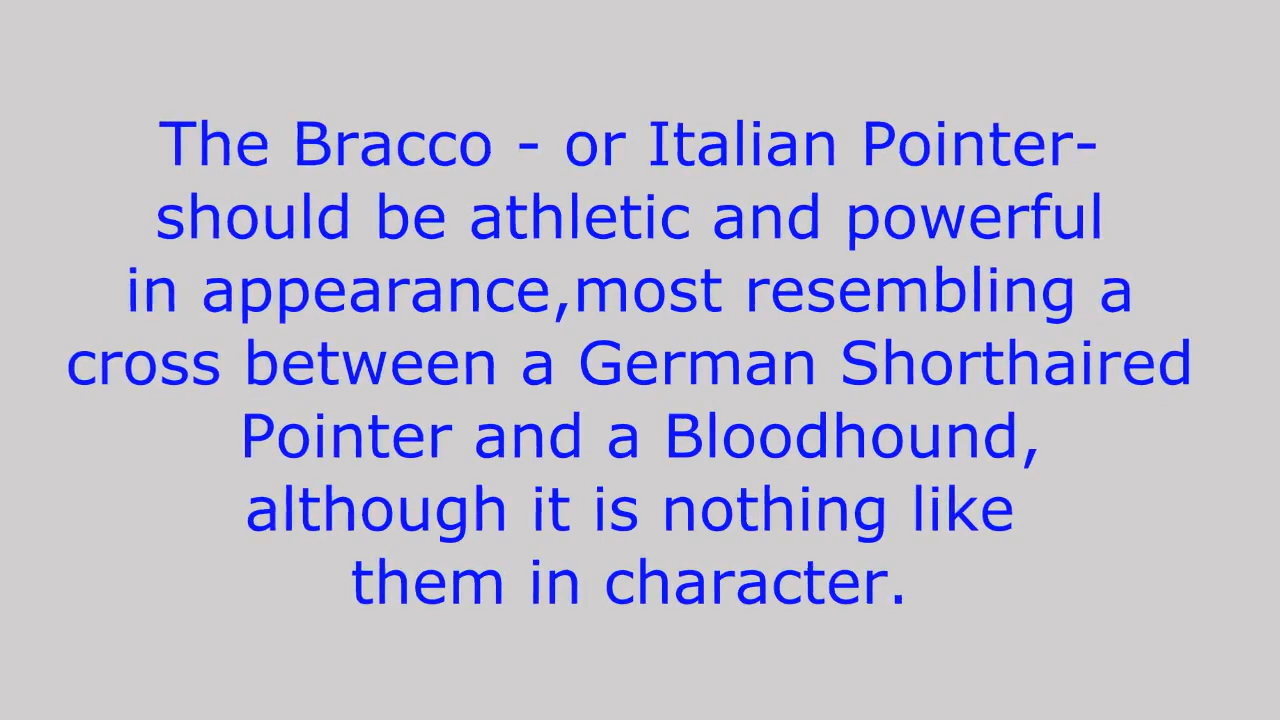 The Bracco - or Italian Pointer-
should be athletic and powerful
in appearance,most resembling a
cross between a German Shorthaired
Pointer and a Bloodhound,
although it is nothing like
them in character.